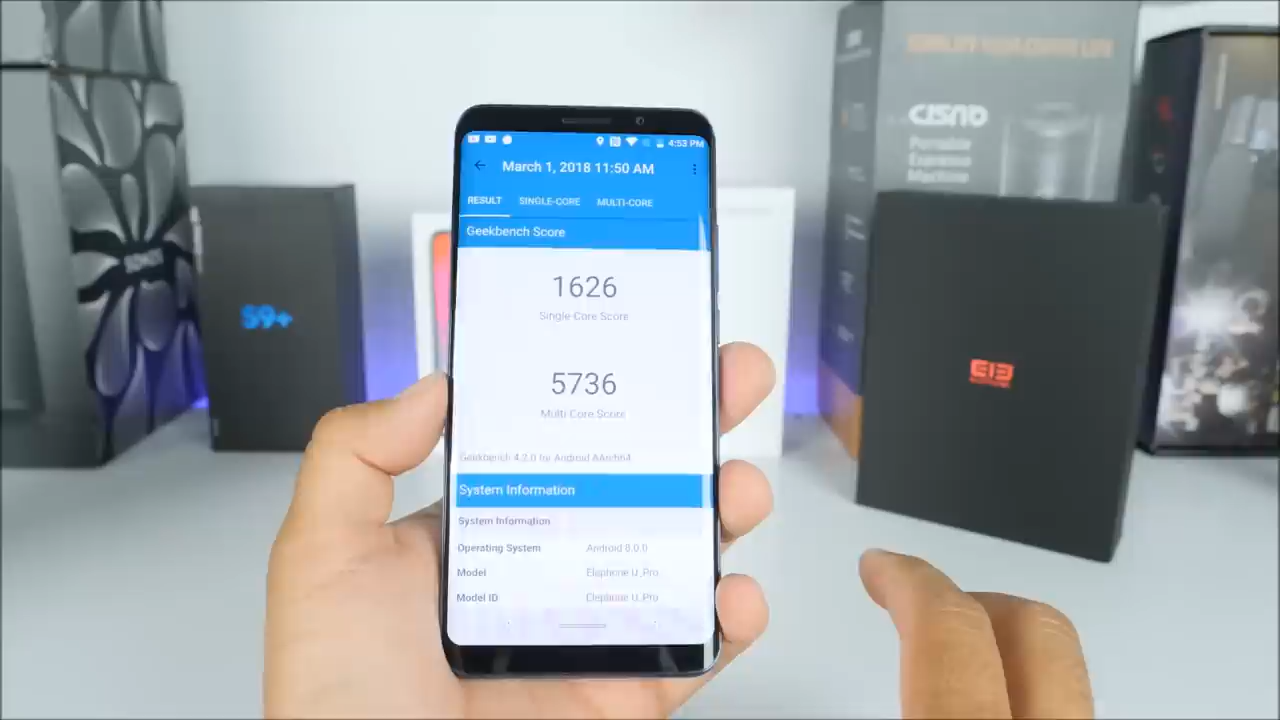 4:53 PM
March 1, 2018 11:50 AM
RESULT SINGLE-CORE MULTI-CORE
Geekbench Score
1626
Single-Core Score
5736
Multi-Core Score
Geekbench 4.2.0 for Android AArch64
System Information
System Information
Operating System Android 8.0.0
Model Elephone U_Pro
Model ID Elephone U_Pro
S9+
CISNO
Portable
Espresso
Machine